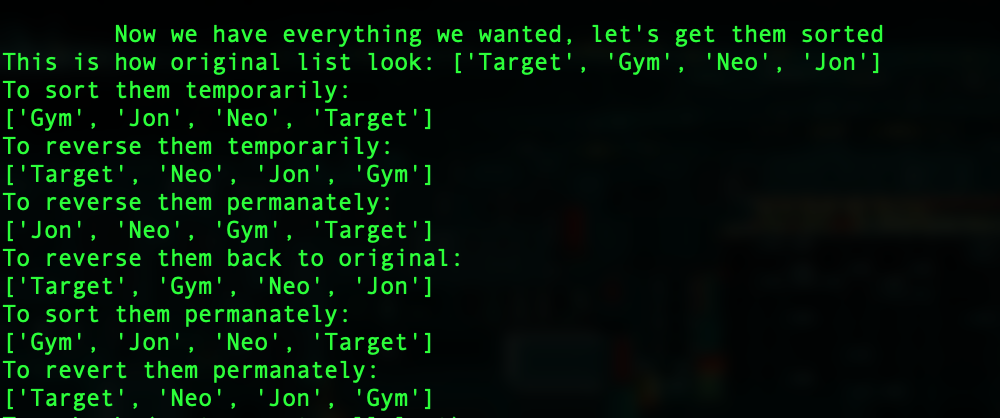 Now we have everything we wanted, let's get them sorted
This is how original list look: ['Target', 'Gym', 'Neo', 'Jon']
To sort them temporarily:
['Gym', 'Jon', 'Neo', 'Target']
To reverse them temporarily:
['Target', 'Neo', 'Jon', 'Gym']
To reverse them permanately:
['Jon', 'Neo', 'Gym', 'Target']
To reverse them back to original:
['Target', 'Gym', 'Neo', 'Jon']
To sort them permanately:
['Gym', 'Jon', 'Neo', 'Target']
To revert them permanately:
['Target', 'Neo', 'Jon', 'Gym']